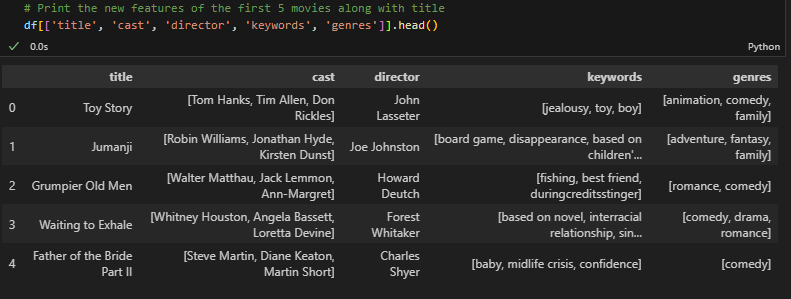 # Print the new features of the first 5 movies along with title
df[['title', 'cast', 'director', 'keywords', 'genres']].head()
✓ 0.0s Python
title cast director keywords genres
0 Toy Story [Tom Hanks, Tim Allen, Don Rickles] John Lasseter [jealousy, toy, boy] [animation, comedy, family]
1 Jumanji [Robin Williams, Jonathan Hyde, Kirsten Dunst] Joe Johnston [board game, disappearance, based on children'... [adventure, fantasy, family]
2 Grumpier Old Men [Walter Matthau, Jack Lemmon, Ann-Margret] Howard Deutch [fishing, best friend, duringcreditsstinger] [romance, comedy]
3 Waiting to Exhale [Whitney Houston, Angela Bassett, Loretta Devine] Forest Whitaker [based on novel, interracial relationship, sin... [comedy, drama, romance]
4 Father of the Bride Part II [Steve Martin, Diane Keaton, Martin Short] Charles Shyer [baby, midlife crisis, confidence] [comedy]